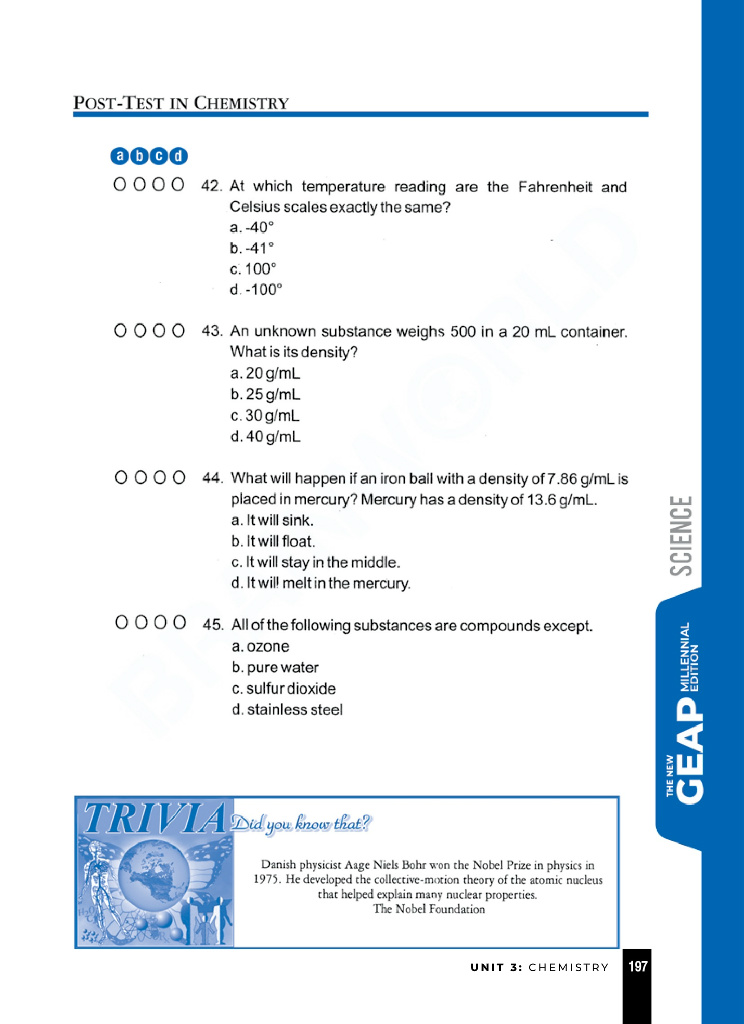 POST-TEST IN CHEMISTRY
a b c d
42. At which temperature reading are the Fahrenheit and
Celsius scales exactly the same?
a. -40°
b. -41°
c. 100°
d. -100°
43. An unknown substance weighs 500 in a 20 mL container.
What is its density?
a. 20 g/mL
b. 25 g/mL
c. 30 g/mL
d. 40 g/mL
44. What will happen if an iron ball with a density of 7.86 g/mL is
placed in mercury? Mercury has a density of 13.6 g/mL.
a. It will sink.
b. It will float.
c. It will stay in the middle.
d. It will melt in the mercury.
45. All of the following substances are compounds except.
a. ozone
b. pure water
c. sulfur dioxide
d. stainless steel
SCIENCE
THE NEW
GEAP
MILLENNIAL
EDITION
TRIVIA Did you know that?
Danish physicist Aage Niels Bohr won the Nobel Prize in physics in
1975. He developed the collective-motion theory of the atomic nucleus
that helped explain many nuclear properties.
The Nobel Foundation
UNIT 3: CHEMISTRY 197